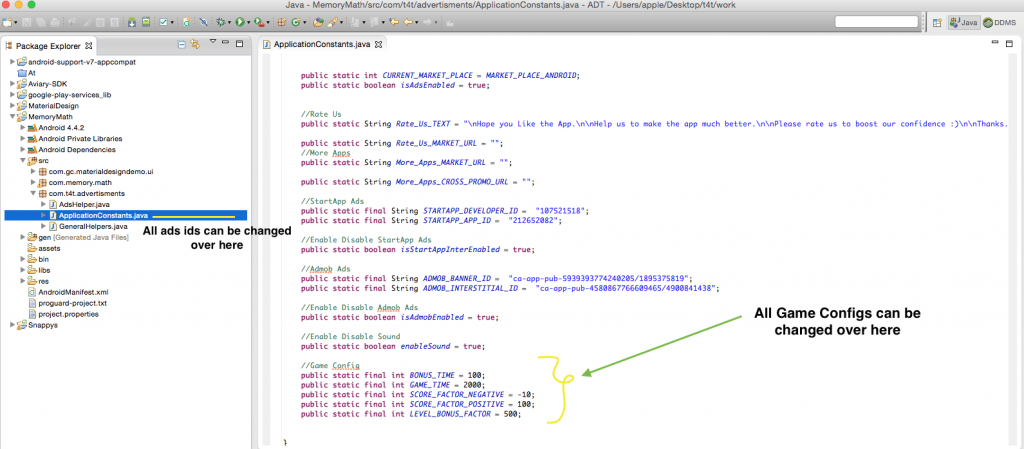 Java - MemoryMath/src/com/t4t/advertisments/ApplicationConstants.java - ADT - /Users/apple/Desktop/t4t/work
Java
DDMS
Package Explorer
android-support-v7-appcompat
At
Aviary-SDK
google-play-services_lib
MaterialDesign
MemoryMath
Android 4.4.2
Android Private Libraries
Android Dependencies
src
com.gc.materialdesigndemo.ui
com.memory.math
com.t4t.advertisments
AdsHelper.java
ApplicationConstants.java
GeneralHelpers.java
gen [Generated Java Files]
assets
bin
libs
res
AndroidManifest.xml
proguard-project.txt
project.properties
Snappys
All ads ids can be changed
over here
ApplicationConstants.java
public static int CURRENT_MARKET_PLACE = MARKET_PLACE_ANDROID;
public static boolean isAdsEnabled = true;
//Rate Us
public static String Rate_Us_TEXT = "\nHope you Like the App.\n\nHelp us to make the app much better.\n\nPlease rate us to boost our confidence :)\n\nThanks.
public static String Rate_Us_MARKET_URL = "";
//More Apps
public static String More_Apps_MARKET_URL = "";
public static String More_Apps_CROSS_PROMO_URL = "";
//StartApp Ads
public static final String STARTAPP_DEVELOPER_ID = "107521518";
public static final String STARTAPP_APP_ID = "212652082";
//Enable Disable StartApp Ads
public static boolean isStartAppInterEnabled = true;
//Admob Ads
public static final String ADMOB_BANNER_ID = "ca-app-pub-5939393774240205/1895375819";
public static final String ADMOB_INTERSTITIAL_ID = "ca-app-pub-4580867766609465/4900841438";
//Enable Disable Admob Ads
public static boolean isAdmobEnabled = true;
//Enable Disable Sound
public static boolean enableSound = true;
//Game Config
public static final int BONUS_TIME = 100;
public static final int GAME_TIME = 2000;
public static final int SCORE_FACTOR_NEGATIVE = -10;
public static final int SCORE_FACTOR_POSITIVE = 100;
public static final int LEVEL_BONUS_FACTOR = 500;
}
All Game Configs can be
changed over here